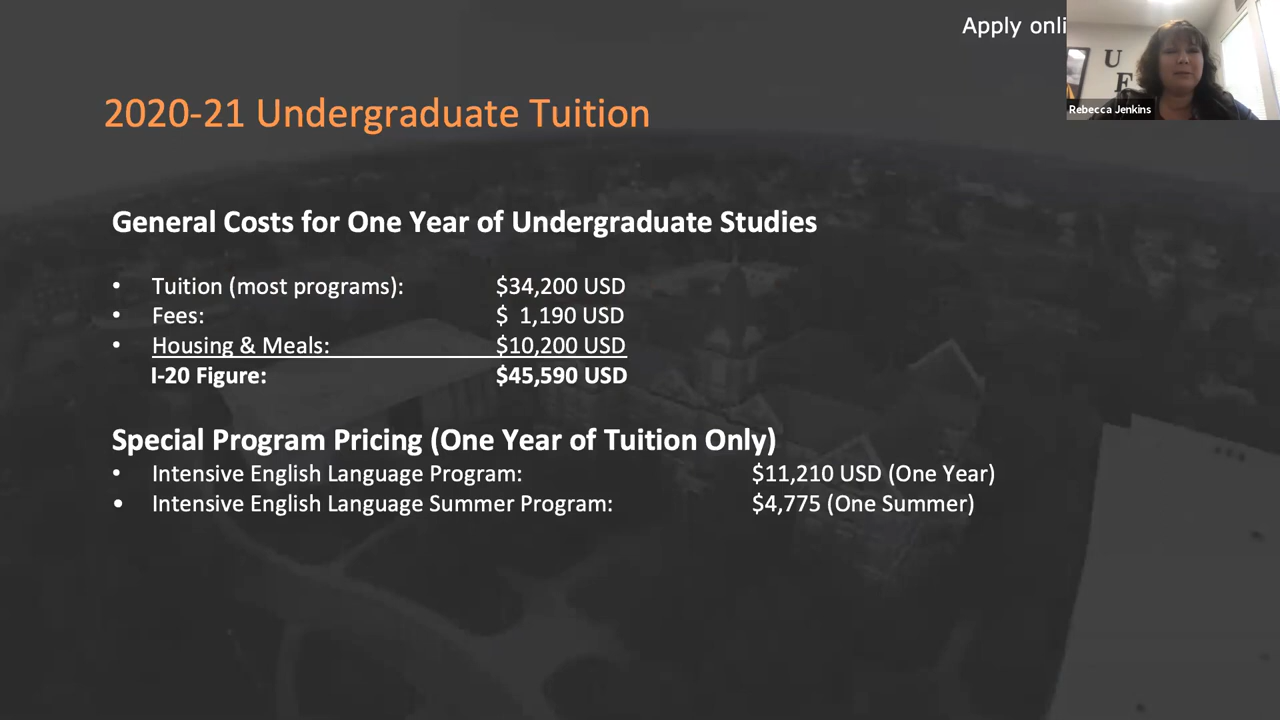 Apply onli
U
F
Rebecca Jenkins
2020-21 Undergraduate Tuition
General Costs for One Year of Undergraduate Studies
• Tuition (most programs): $34,200 USD
• Fees: $ 1,190 USD
• Housing & Meals: $10,200 USD
I-20 Figure: $45,590 USD
Special Program Pricing (One Year of Tuition Only)
• Intensive English Language Program: $11,210 USD (One Year)
• Intensive English Language Summer Program: $4,775 (One Summer)